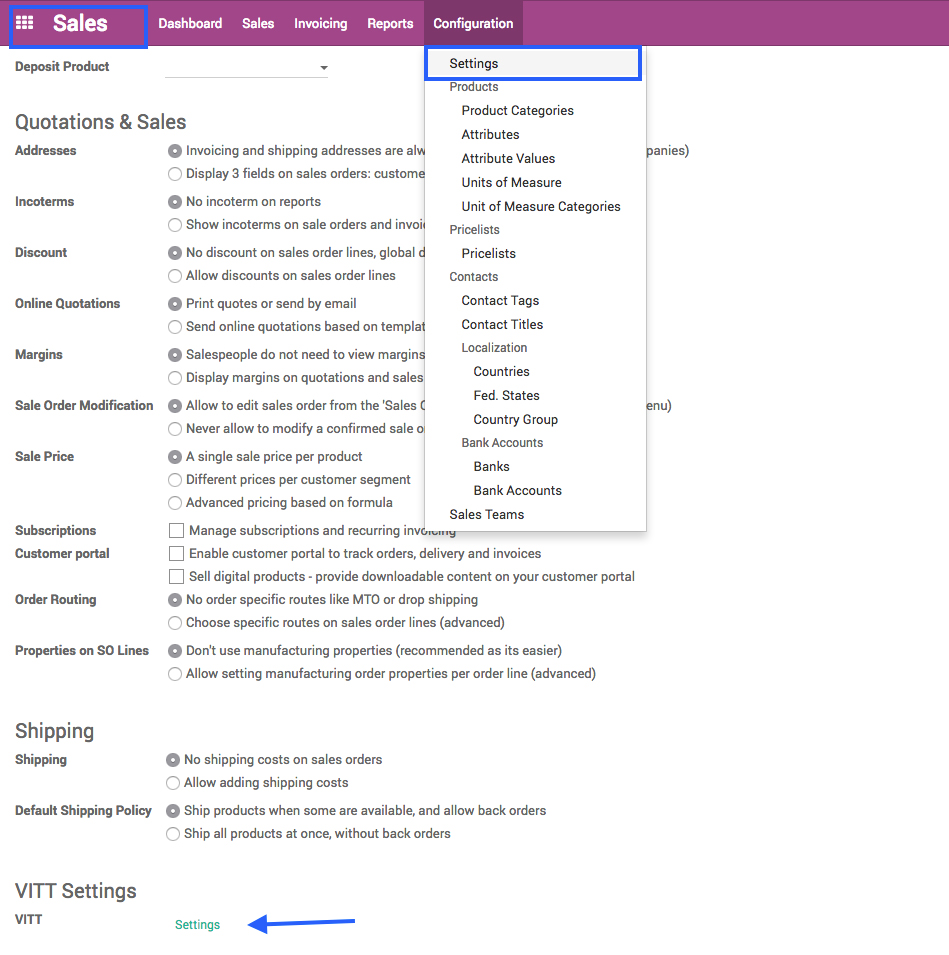 Sales Dashboard Sales Invoicing Reports Configuration
Deposit Product
Settings
Products
Product Categories
Attributes
Attribute Values
Units of Measure
Unit of Measure Categories
Pricelists
Pricelists
Contacts
Contact Tags
Contact Titles
Localization
Countries
Fed. States
Country Group
Bank Accounts
Banks
Bank Accounts
Sales Teams
Quotations & Sales
Addresses Invoicing and shipping addresses are alw panies)
Display 3 fields on sales orders: custome
Incoterms No incoterm on reports
Show incoterms on sale orders and invoi
Discount No discount on sales order lines, global d
Allow discounts on sales order lines
Online Quotations Print quotes or send by email
Send online quotations based on templat
Margins Salespeople do not need to view margins
Display margins on quotations and sales
Sale Order Modification Allow to edit sales order from the 'Sales O enu)
Never allow to modify a confirmed sale o
Sale Price A single sale price per product
Different prices per customer segment
Advanced pricing based on formula
Subscriptions Manage subscriptions and recurring invoicing
Customer portal Enable customer portal to track orders, delivery and invoices
Sell digital products - provide downloadable content on your customer portal
Order Routing No order specific routes like MTO or drop shipping
Choose specific routes on sales order lines (advanced)
Properties on SO Lines Don't use manufacturing properties (recommended as its easier)
Allow setting manufacturing order properties per order line (advanced)
Shipping
Shipping No shipping costs on sales orders
Allow adding shipping costs
Default Shipping Policy Ship products when some are available, and allow back orders
Ship all products at once, without back orders
VITT Settings
VITT Settings